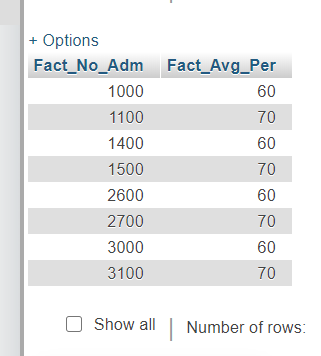 + Options
Fact_No_Adm Fact_Avg_Per
1000 60
1100 70
1400 60
1500 70
2600 60
2700 70
3000 60
3100 70
Show all | Number of rows: